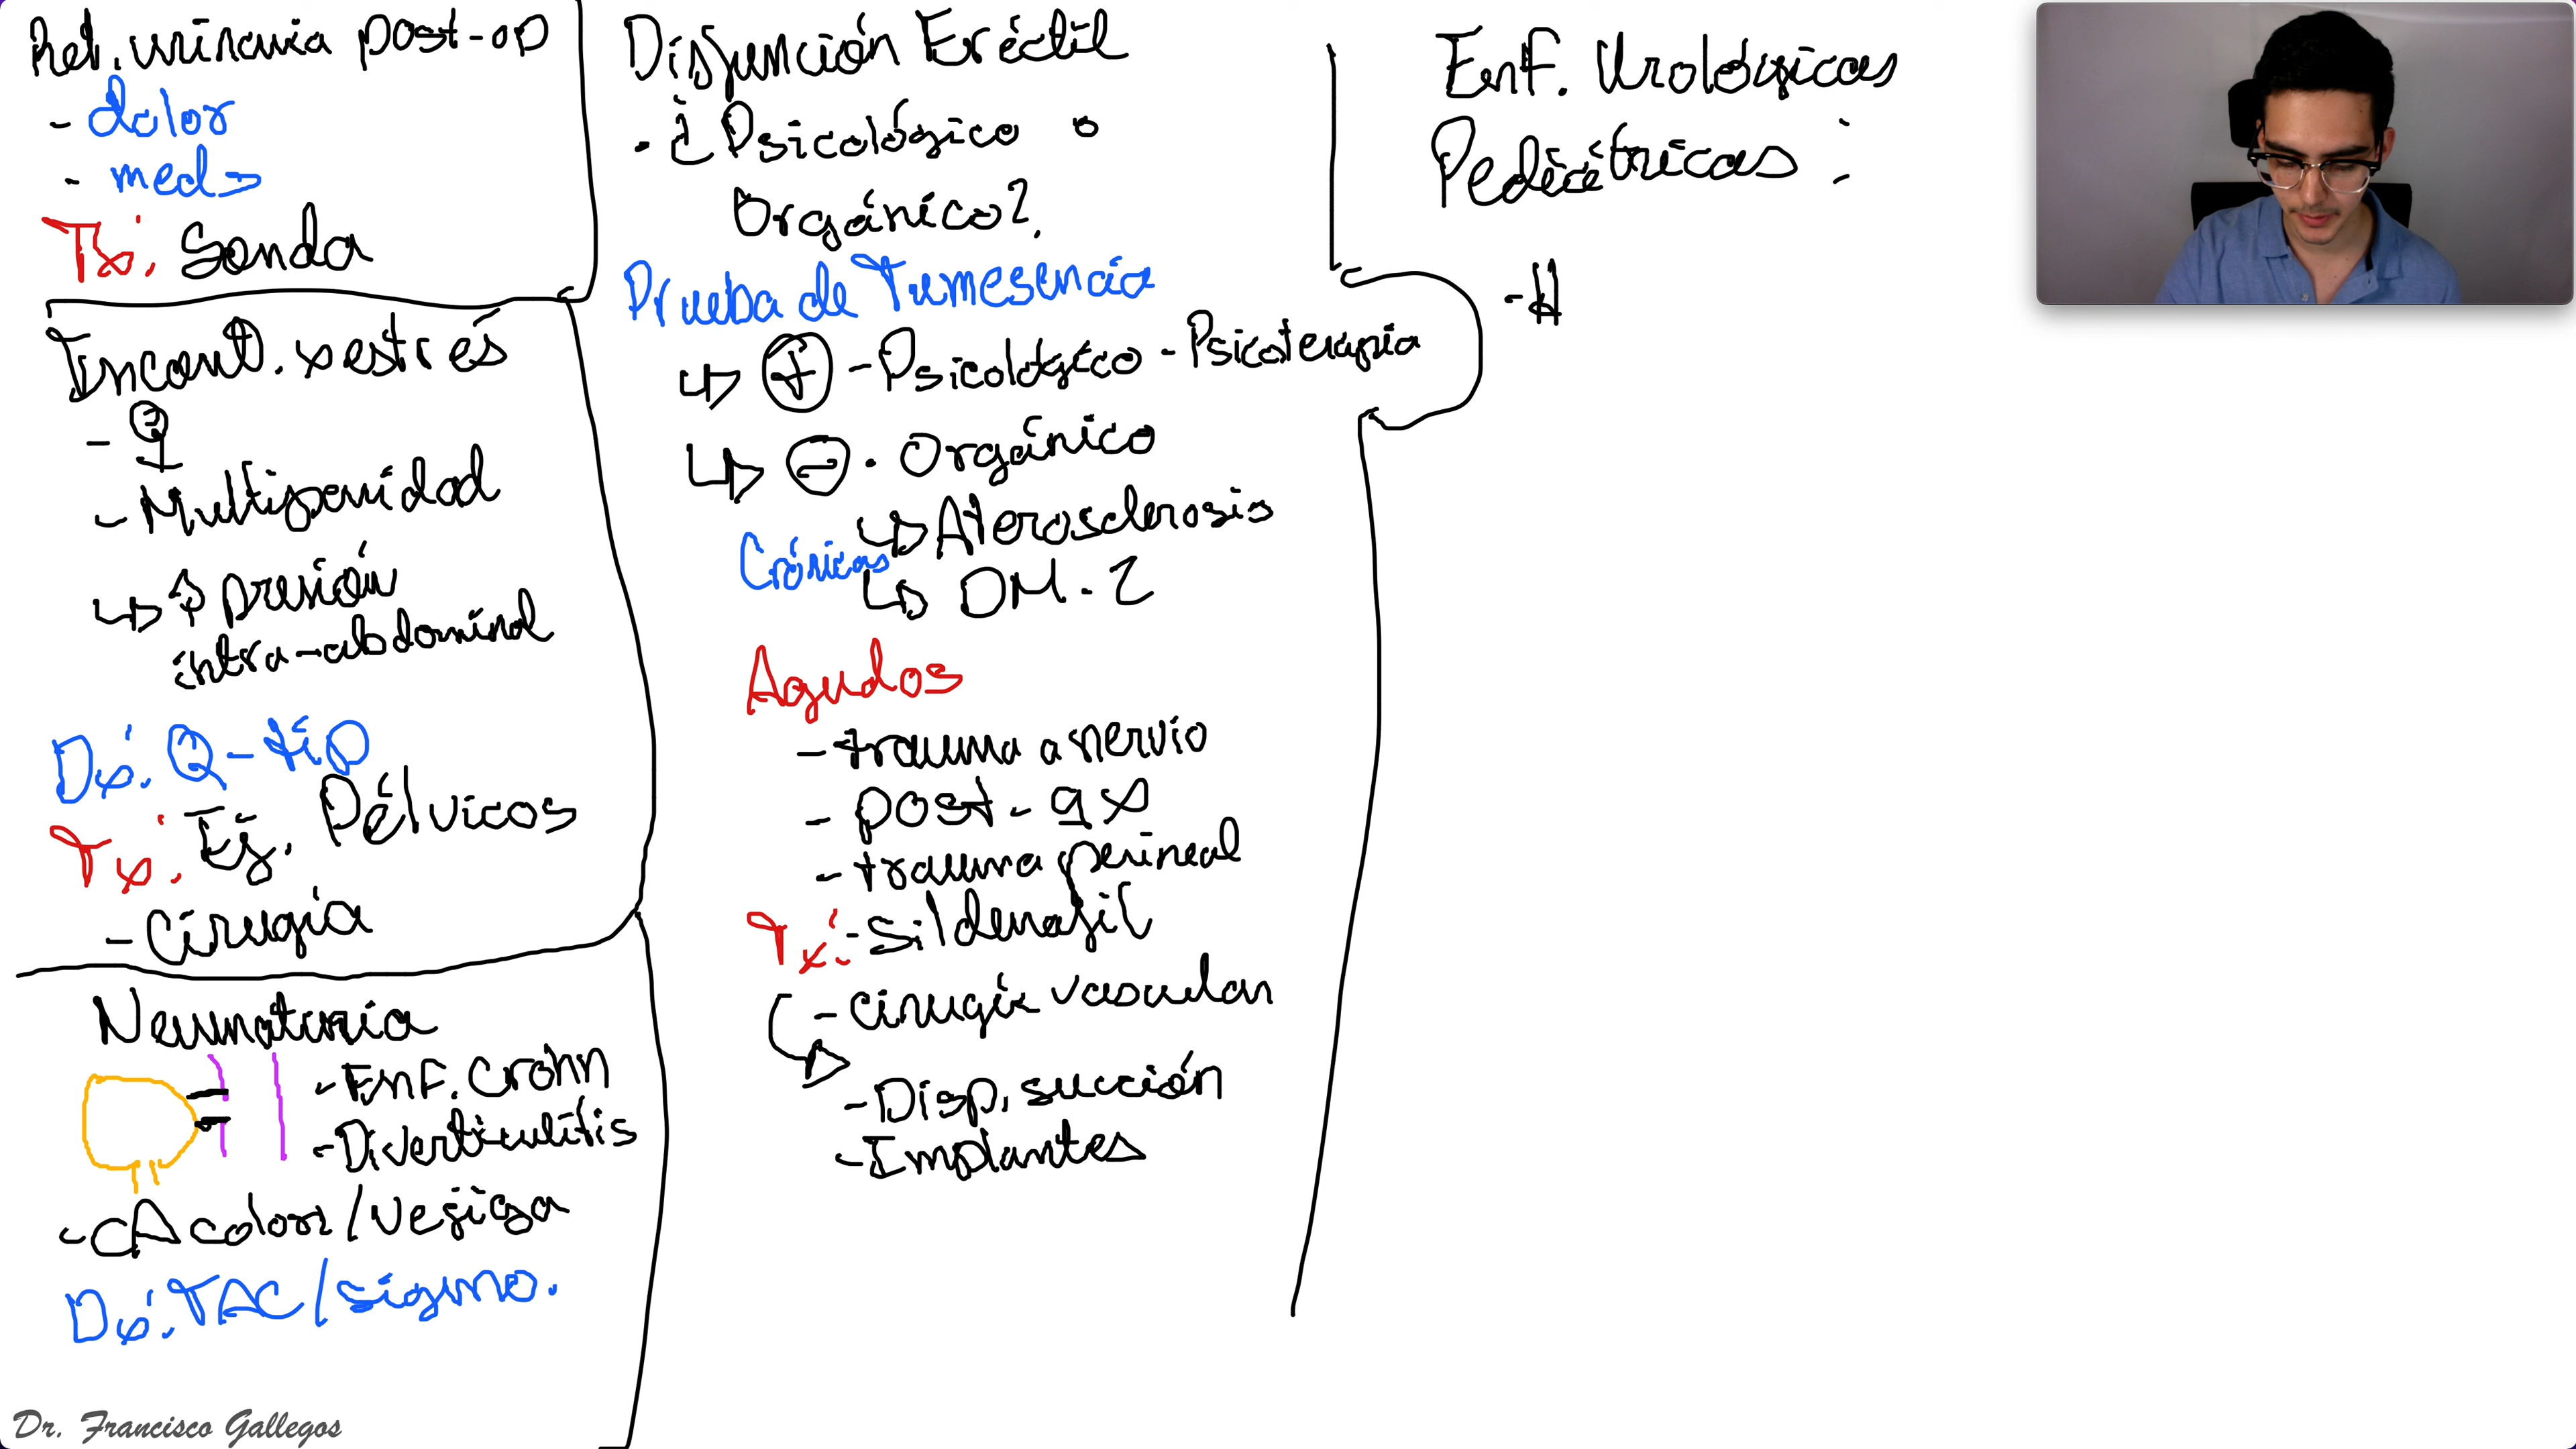 Ret. urinaria post-op
- dolor
- meds
Tx: Sonda
Incont. x estrés
- ♀
- Multiparidad
↳ ↑ presión
intra-abdominal
Dx: Q-tip
Tx: Ej. Pélvicos
- Cirugía
Neumaturia
- Enf. Crohn
- Diverticulitis
- CA colon/vejiga
Dx: TAC/sigmo.
Disfunción Eréctil
· ¿Psicológico o
Orgánico?
Prueba de Tumesencia
↳ + - Psicológico - Psicoterapia
↳ - · Orgánico
↳ Aterosclerosis
Crónicas
↳ DM-2
Agudos
- trauma a nervio
- post-qx
- trauma perineal
Tx: - Sildenafil
- cirugía vascular
- Disp. succión
- Implantes
Enf. Urológicas
Pediátricas:
- H
Dr. Francisco Gallegos